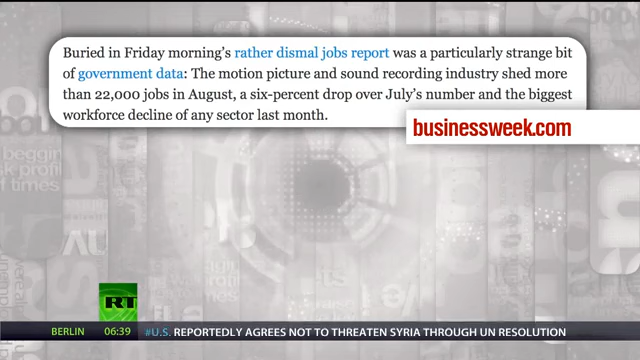 Buried in Friday morning's rather dismal jobs report was a particularly strange bit
of government data: The motion picture and sound recording industry shed more
than 22,000 jobs in August, a six-percent drop over July's number and the biggest
workforce decline of any sector last month.
businessweek.com
RT
BERLIN 06:39 #U.S. REPORTEDLY AGREES NOT TO THREATEN SYRIA THROUGH UN RESOLUTION